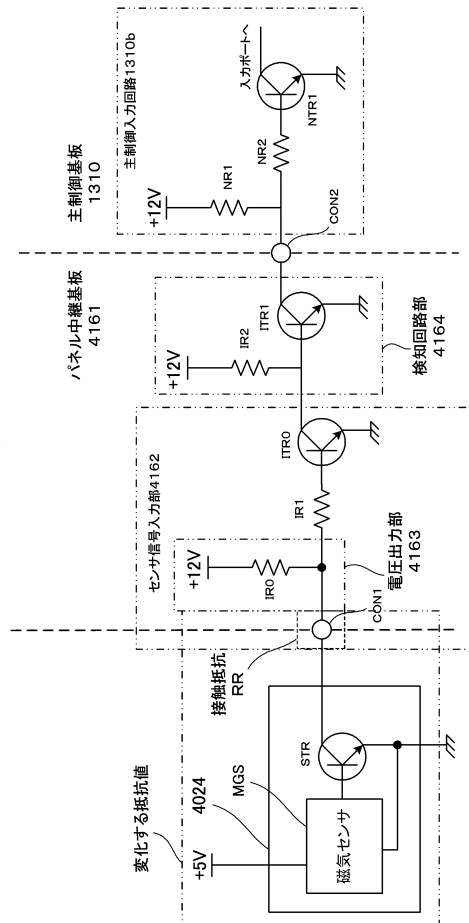 主制御基板
1310
主制御入力回路1310b
入力ポートへ
+12V
NR1
NR2
NTR1
CON2
パネル中継基板
4161
+12V
IR2
ITR1
検知回路部
4164
センサ信号入力部4162
+12V
IR0
IR1
ITR0
電圧出力部
4163
CON1
接触抵抗
RR
変化する抵抗値
+5V
4024
MGS
磁気センサ
STR